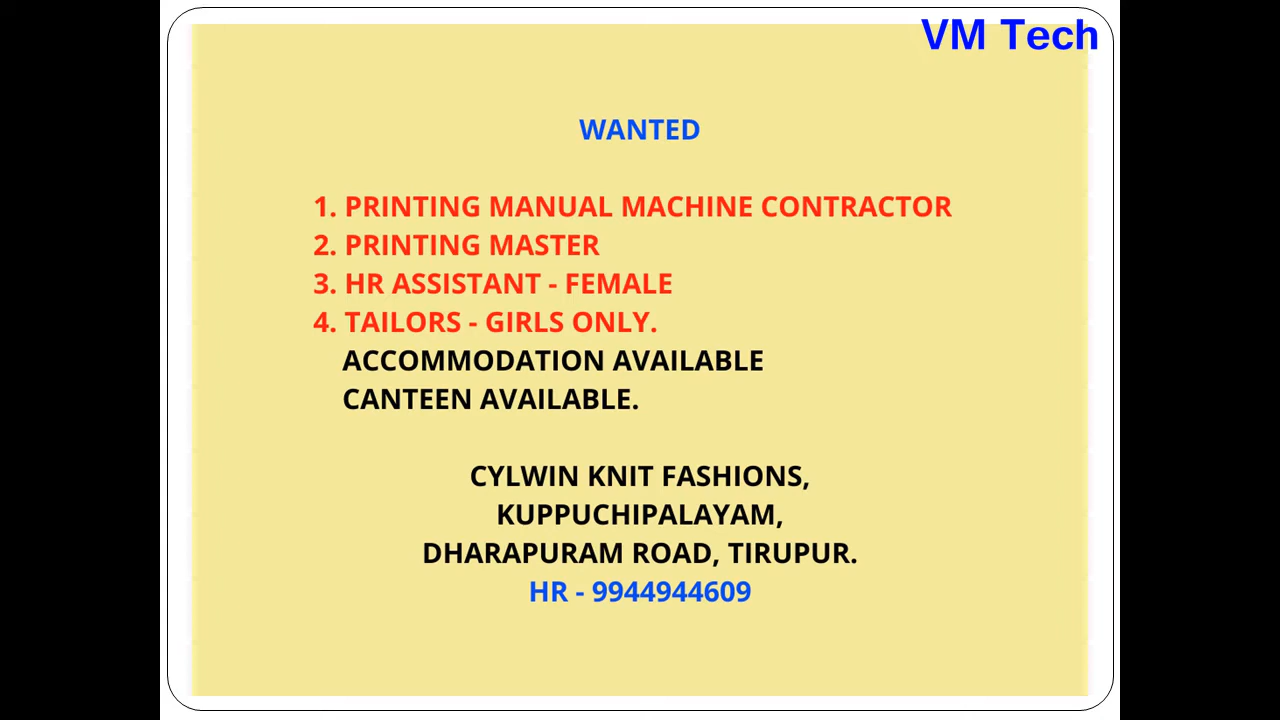 VM Tech
WANTED
1. PRINTING MANUAL MACHINE CONTRACTOR
2. PRINTING MASTER
3. HR ASSISTANT - FEMALE
4. TAILORS - GIRLS ONLY.
ACCOMMODATION AVAILABLE
CANTEEN AVAILABLE.
CYLWIN KNIT FASHIONS,
KUPPUCHIPALAYAM,
DHARAPURAM ROAD, TIRUPUR.
HR - 9944944609